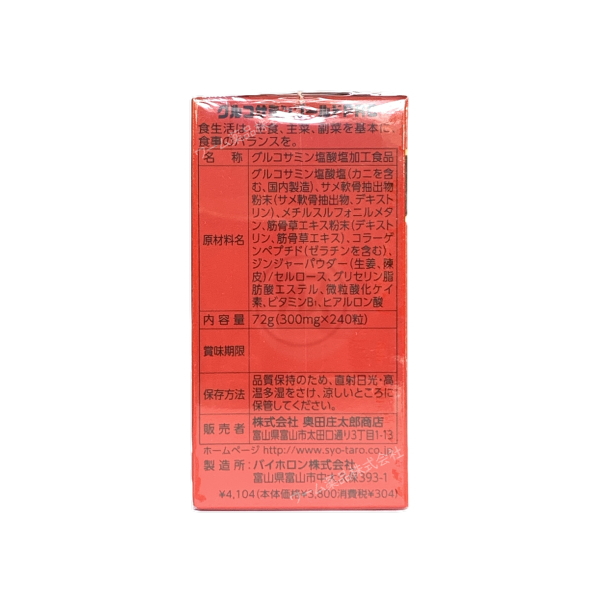 グルコサミン
食生活は、主食、主菜、副菜を基本に、
食事のバランスを。
名 称 グルコサミン塩酸塩加工食品
原材料名 グルコサミン塩酸塩(カニを含
む、国内製造)、サメ軟骨抽出物
粉末(サメ軟骨抽出物、デキスト
リン)、メチルスルフォニルメタ
ン、筋骨草エキス粉末(デキスト
リン、筋骨草エキス)、コラーゲ
ンペプチド(ゼラチンを含む)、
ジンジャーパウダー(生姜、陳
皮)/セルロース、グリセリン脂
肪酸エステル、微粒酸化ケイ
素、ビタミンB₁、ヒアルロン酸
内容量 72g(300mg×240粒)
賞味期限
保存方法 品質保持のため、直射日光・高
温多湿をさけ、涼しいところに
保管してください。
販売者 株式会社 奥田庄太郎商店
富山県富山市太田口通り3丁目1-13
ホームページ http://www.syo-taro.co.jp
製造所:バイホロン株式会社
富山県富山市中大久保393-1
¥4,104(本体価格¥3,800消費税¥304)